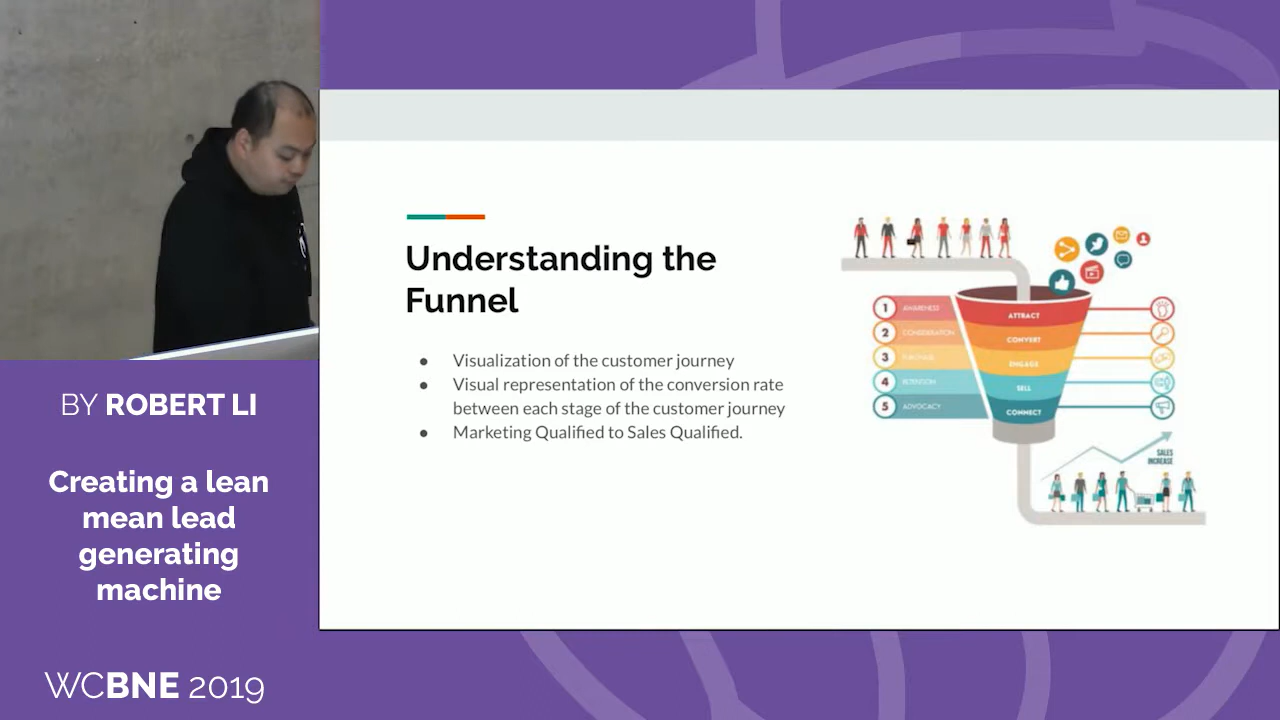 BY ROBERT LI
Creating a lean
mean lead
generating
machine
WCBNE 2019
Understanding the
Funnel
● Visualization of the customer journey
● Visual representation of the conversion rate
between each stage of the customer journey
● Marketing Qualified to Sales Qualified.
1 AWARENESS
2 CONSIDERATION
3 PURCHASE
4 RETENTION
5 ADVOCACY
ATTRACT
CONVERT
ENGAGE
SELL
CONNECT
SALES
INCREASE